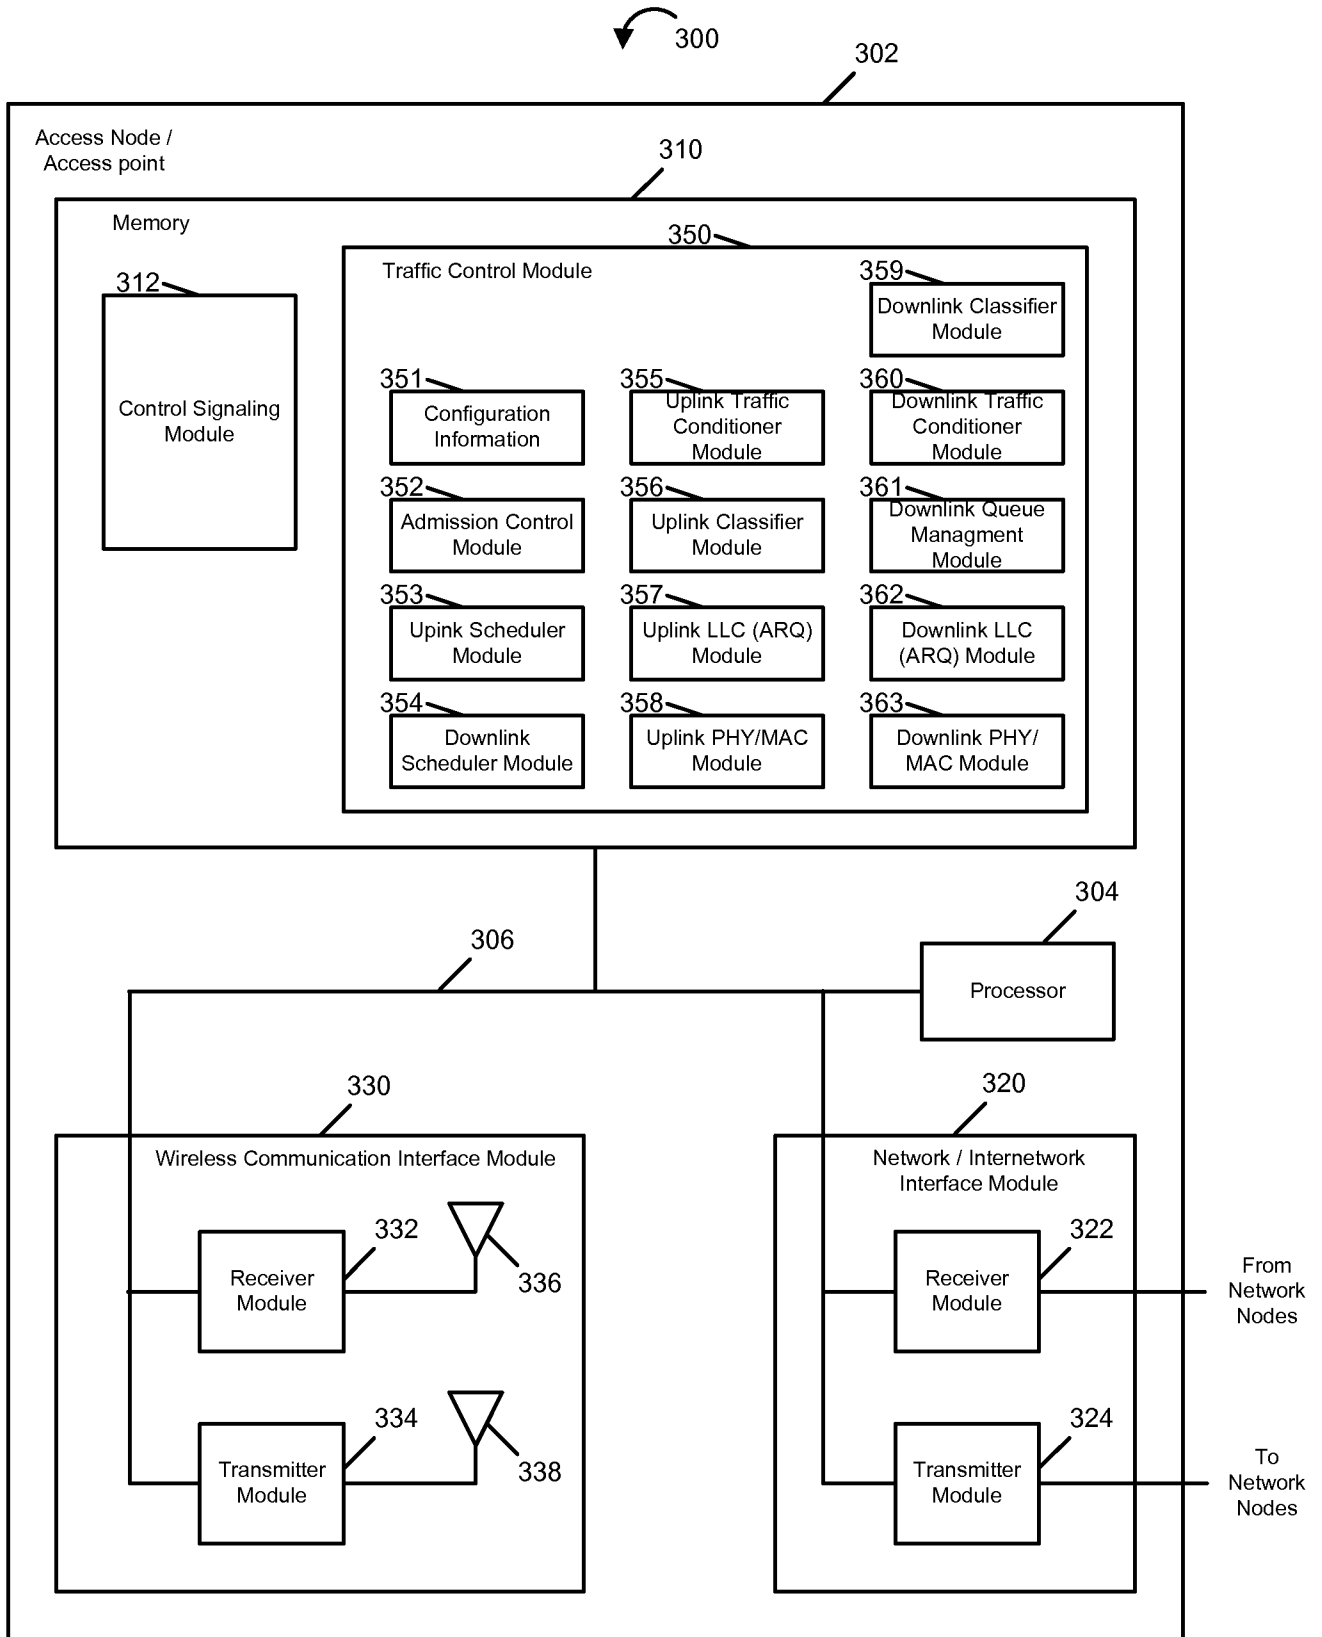 300
302
Access Node /
Access point
310
Memory
350
312
Traffic Control Module
359
Downlink Classifier
Module
Control Signaling
Module
351
Configuration
Information
355
Uplink Traffic
Conditioner
Module
360
Downlink Traffic
Conditioner
Module
352
Admission Control
Module
356
Uplink Classifier
Module
361
Downlink Queue
Managment
Module
353
Upink Scheduler
Module
357
Uplink LLC (ARQ)
Module
362
Downlink LLC
(ARQ) Module
354
Downlink
Scheduler Module
358
Uplink PHY/MAC
Module
363
Downlink PHY/
MAC Module
304
306
Processor
330
320
Wireless Communication Interface Module
Network / Internetwork
Interface Module
332
Receiver
Module
336
322
Receiver
Module
From
Network
Nodes
334
Transmitter
Module
338
324
Transmitter
Module
To
Network
Nodes